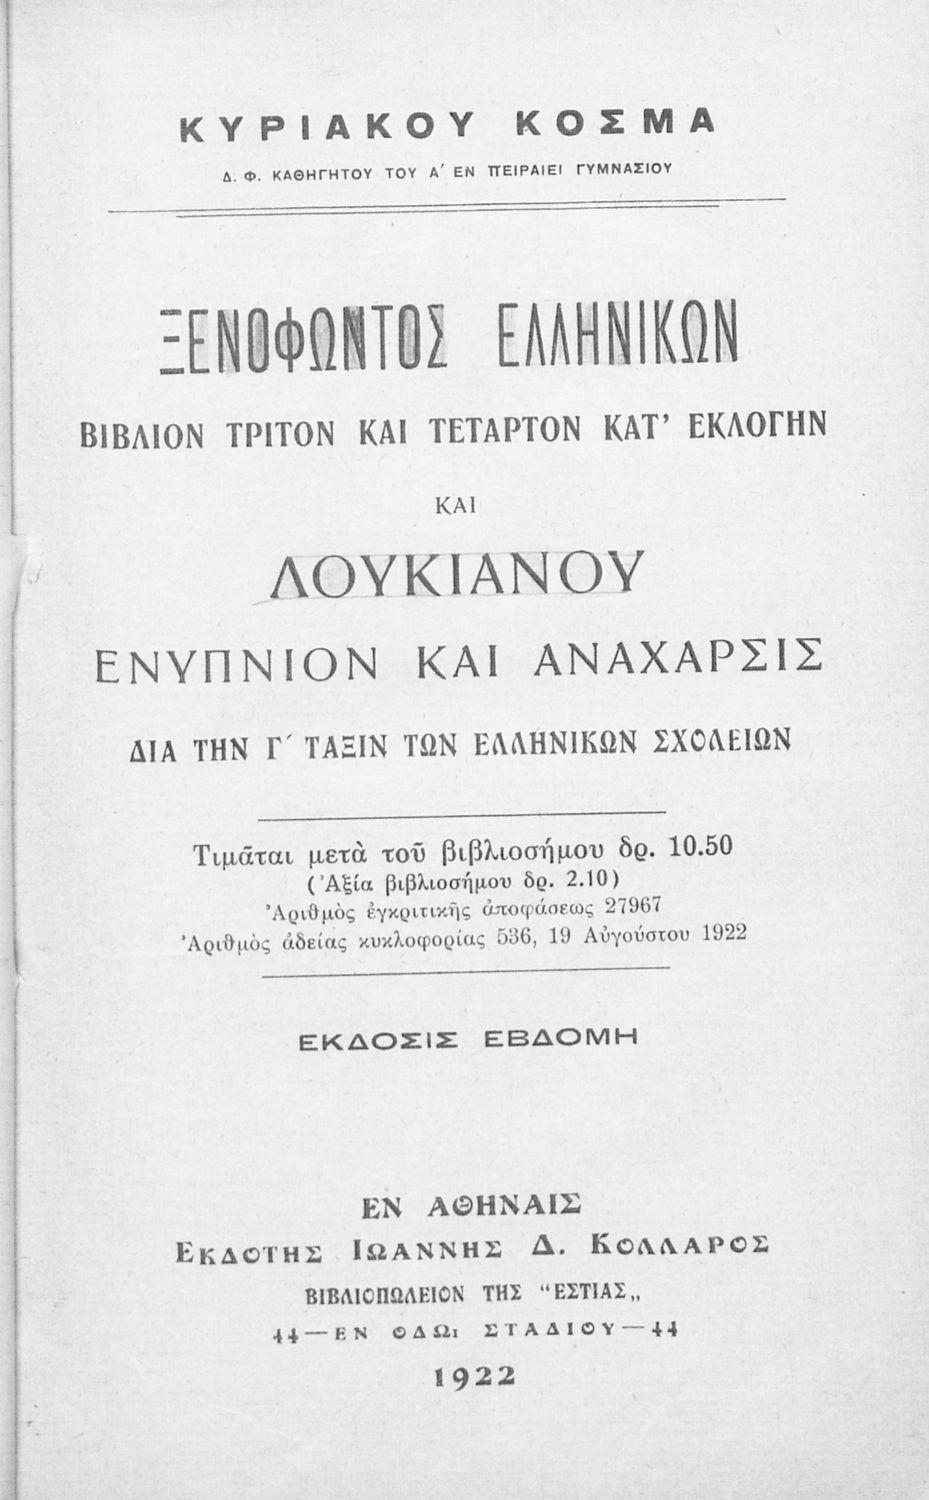 ΚΥΡΙΑΚΟΥ ΚΟΣΜΑ
Δ. Φ. ΚΑΘΗΓΗΤΟΥ ΤΟΥ Α΄ ΕΝ ΠΕΙΡΑΙΕΙ ΓΥΜΝΑΣΙΟΥ
ΞΕΝΟΦΩΝΤΟΣ ΕΛΛΗΝΙΚΩΝ
ΒΙΒΛΙΟΝ ΤΡΙΤΟΝ ΚΑΙ ΤΕΤΑΡΤΟΝ ΚΑΤ' ΕΚΛΟΓΗΝ
ΚΑΙ
ΛΟΥΚΙΑΝΟΥ
ΕΝΥΠΝΙΟΝ ΚΑΙ ΑΝΑΧΑΡΣΙΣ
ΔΙΑ ΤΗΝ Γ΄ ΤΑΞΙΝ ΤΩΝ ΕΛΛΗΝΙΚΩΝ ΣΧΟΛΕΙΩΝ
Τιμᾶται μετὰ τοῦ βιβλιοσήμου δρ. 10.50
(Ἀξία βιβλιοσήμου δρ. 2.10)
Ἀριθμὸς ἐγκριτικῆς ἀποφάσεως 27967
Ἀριθμὸς ἀδείας κυκλοφορίας 536, 19 Αὐγούστου 1922
ΕΚΔΟΣΙΣ ΕΒΔΟΜΗ
ΕΝ ΑΘΗΝΑΙΣ
ΕΚΔΟΤΗΣ ΙΩΑΝΝΗΣ Δ. ΚΟΛΛΑΡΟΣ
ΒΙΒΛΙΟΠΩΛΕΙΟΝ ΤΗΣ “ΕΣΤΙΑΣ„
44—ΕΝ ΟΔΩι ΣΤΑΔΙΟΥ—44
1922